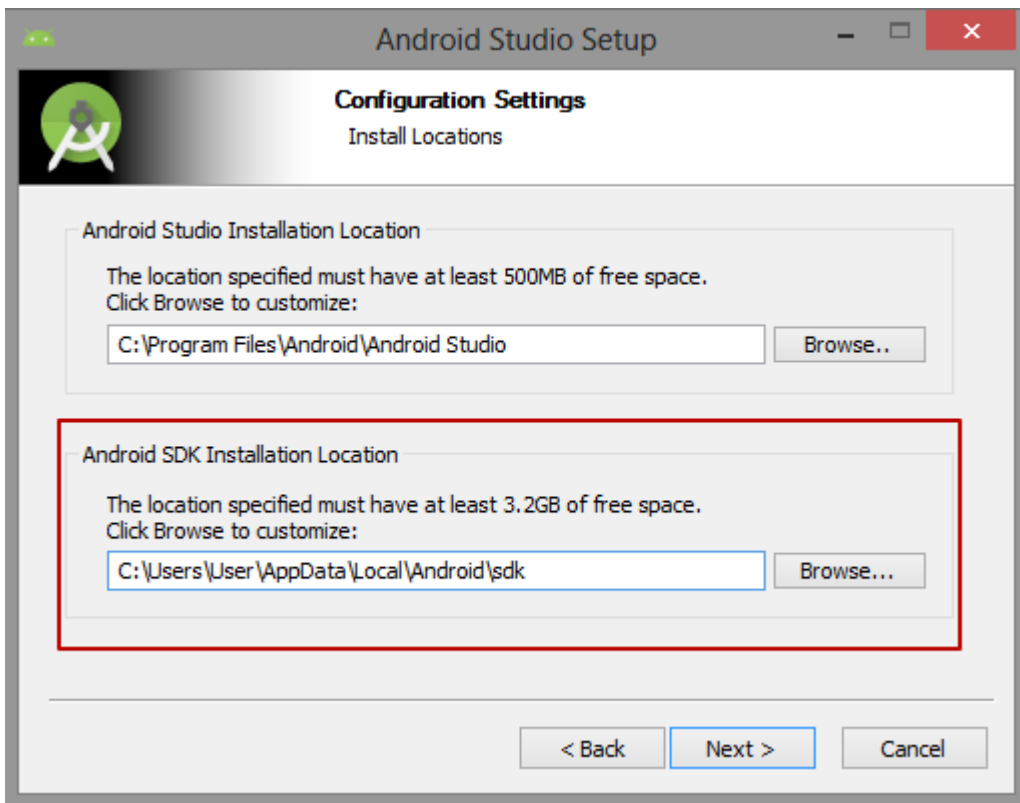 Android Studio Setup
Configuration Settings
Install Locations
Android Studio Installation Location
The location specified must have at least 500MB of free space.
Click Browse to customize:
C:\Program Files\Android\Android Studio
Browse..
Android SDK Installation Location
The location specified must have at least 3.2GB of free space.
Click Browse to customize:
C:\Users\User\AppData\Local\Android\sdk
Browse...
< Back
Next >
Cancel